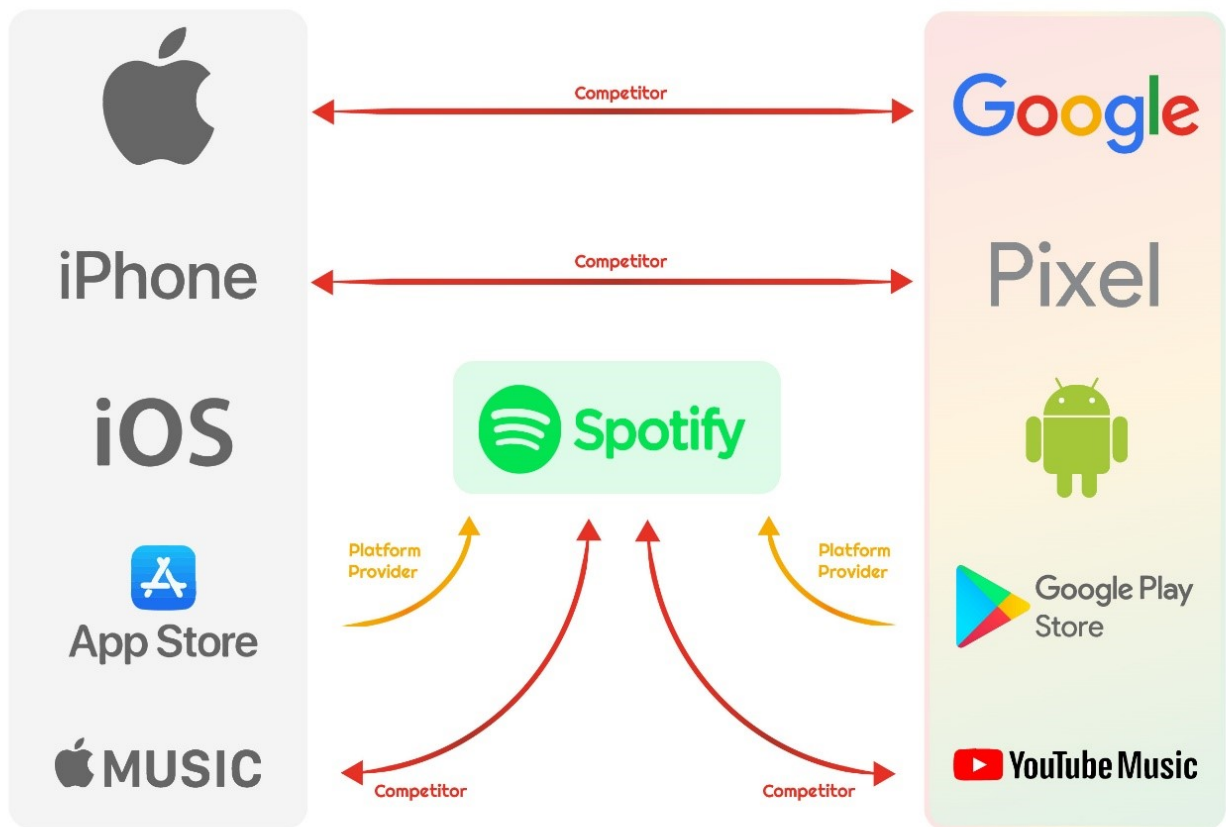 Competitor
Google
iPhone
Competitor
Pixel
iOS
Spotify
Platform
Provider
App Store
Platform
Provider
Google Play
Store
MUSIC
Competitor
Competitor
YouTube Music